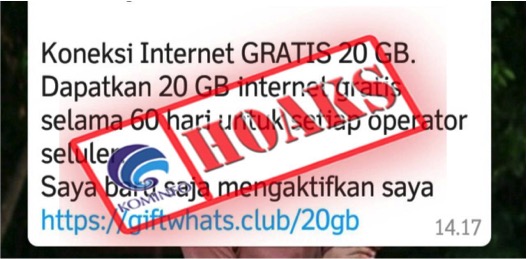 Koneksi Internet GRATIS 20 GB.
Dapatkan 20 GB internet gratis
selama 60 hari untuk setiap operator
seluler.
Saya baru saja mengaktifkan saya
https://giftwhats.club/20gb
14.17
HOAKS
KOMINFO